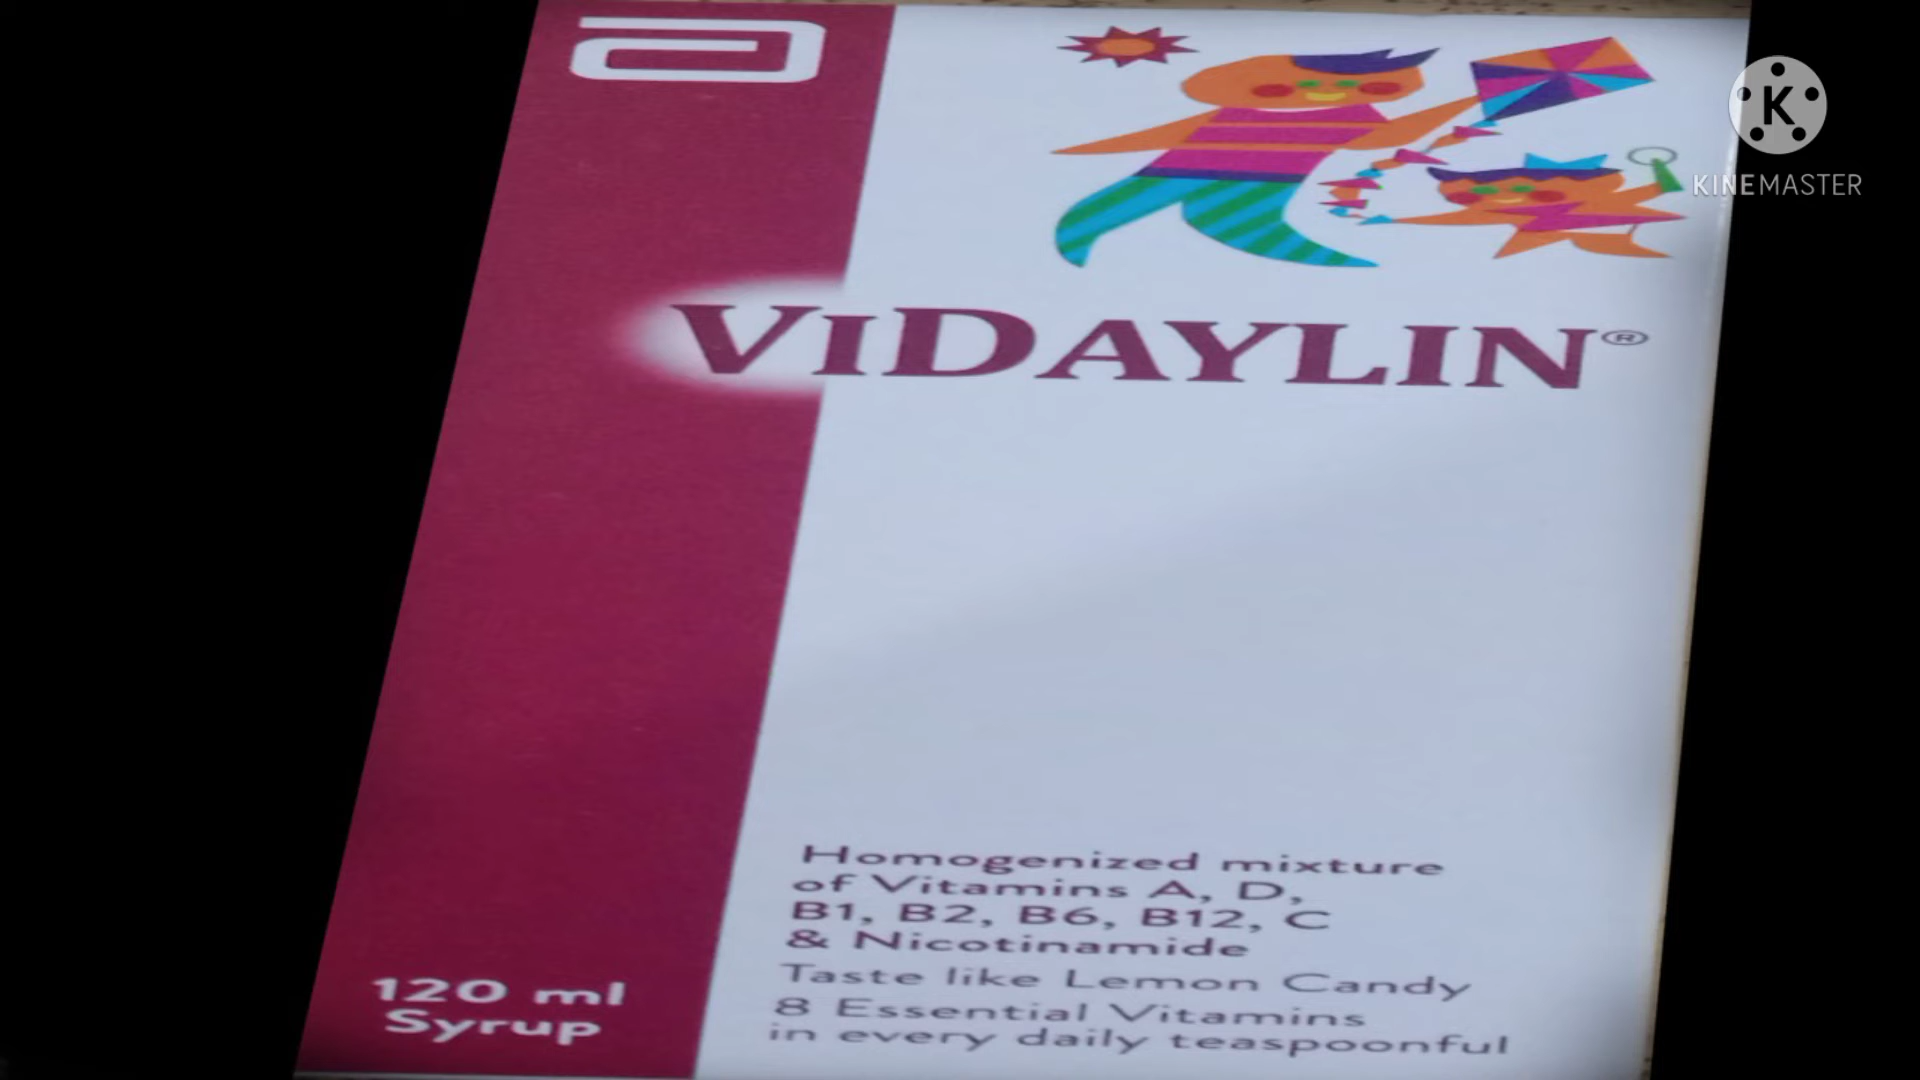 VIDAYLIN®
Homogenized mixture
of Vitamins A, D,
B1, B2, B6, B12, C
& Nicotinamide
Taste like Lemon Candy
8 Essential Vitamins
in every daily teaspoonful
120 ml
Syrup
K
KINEMASTER